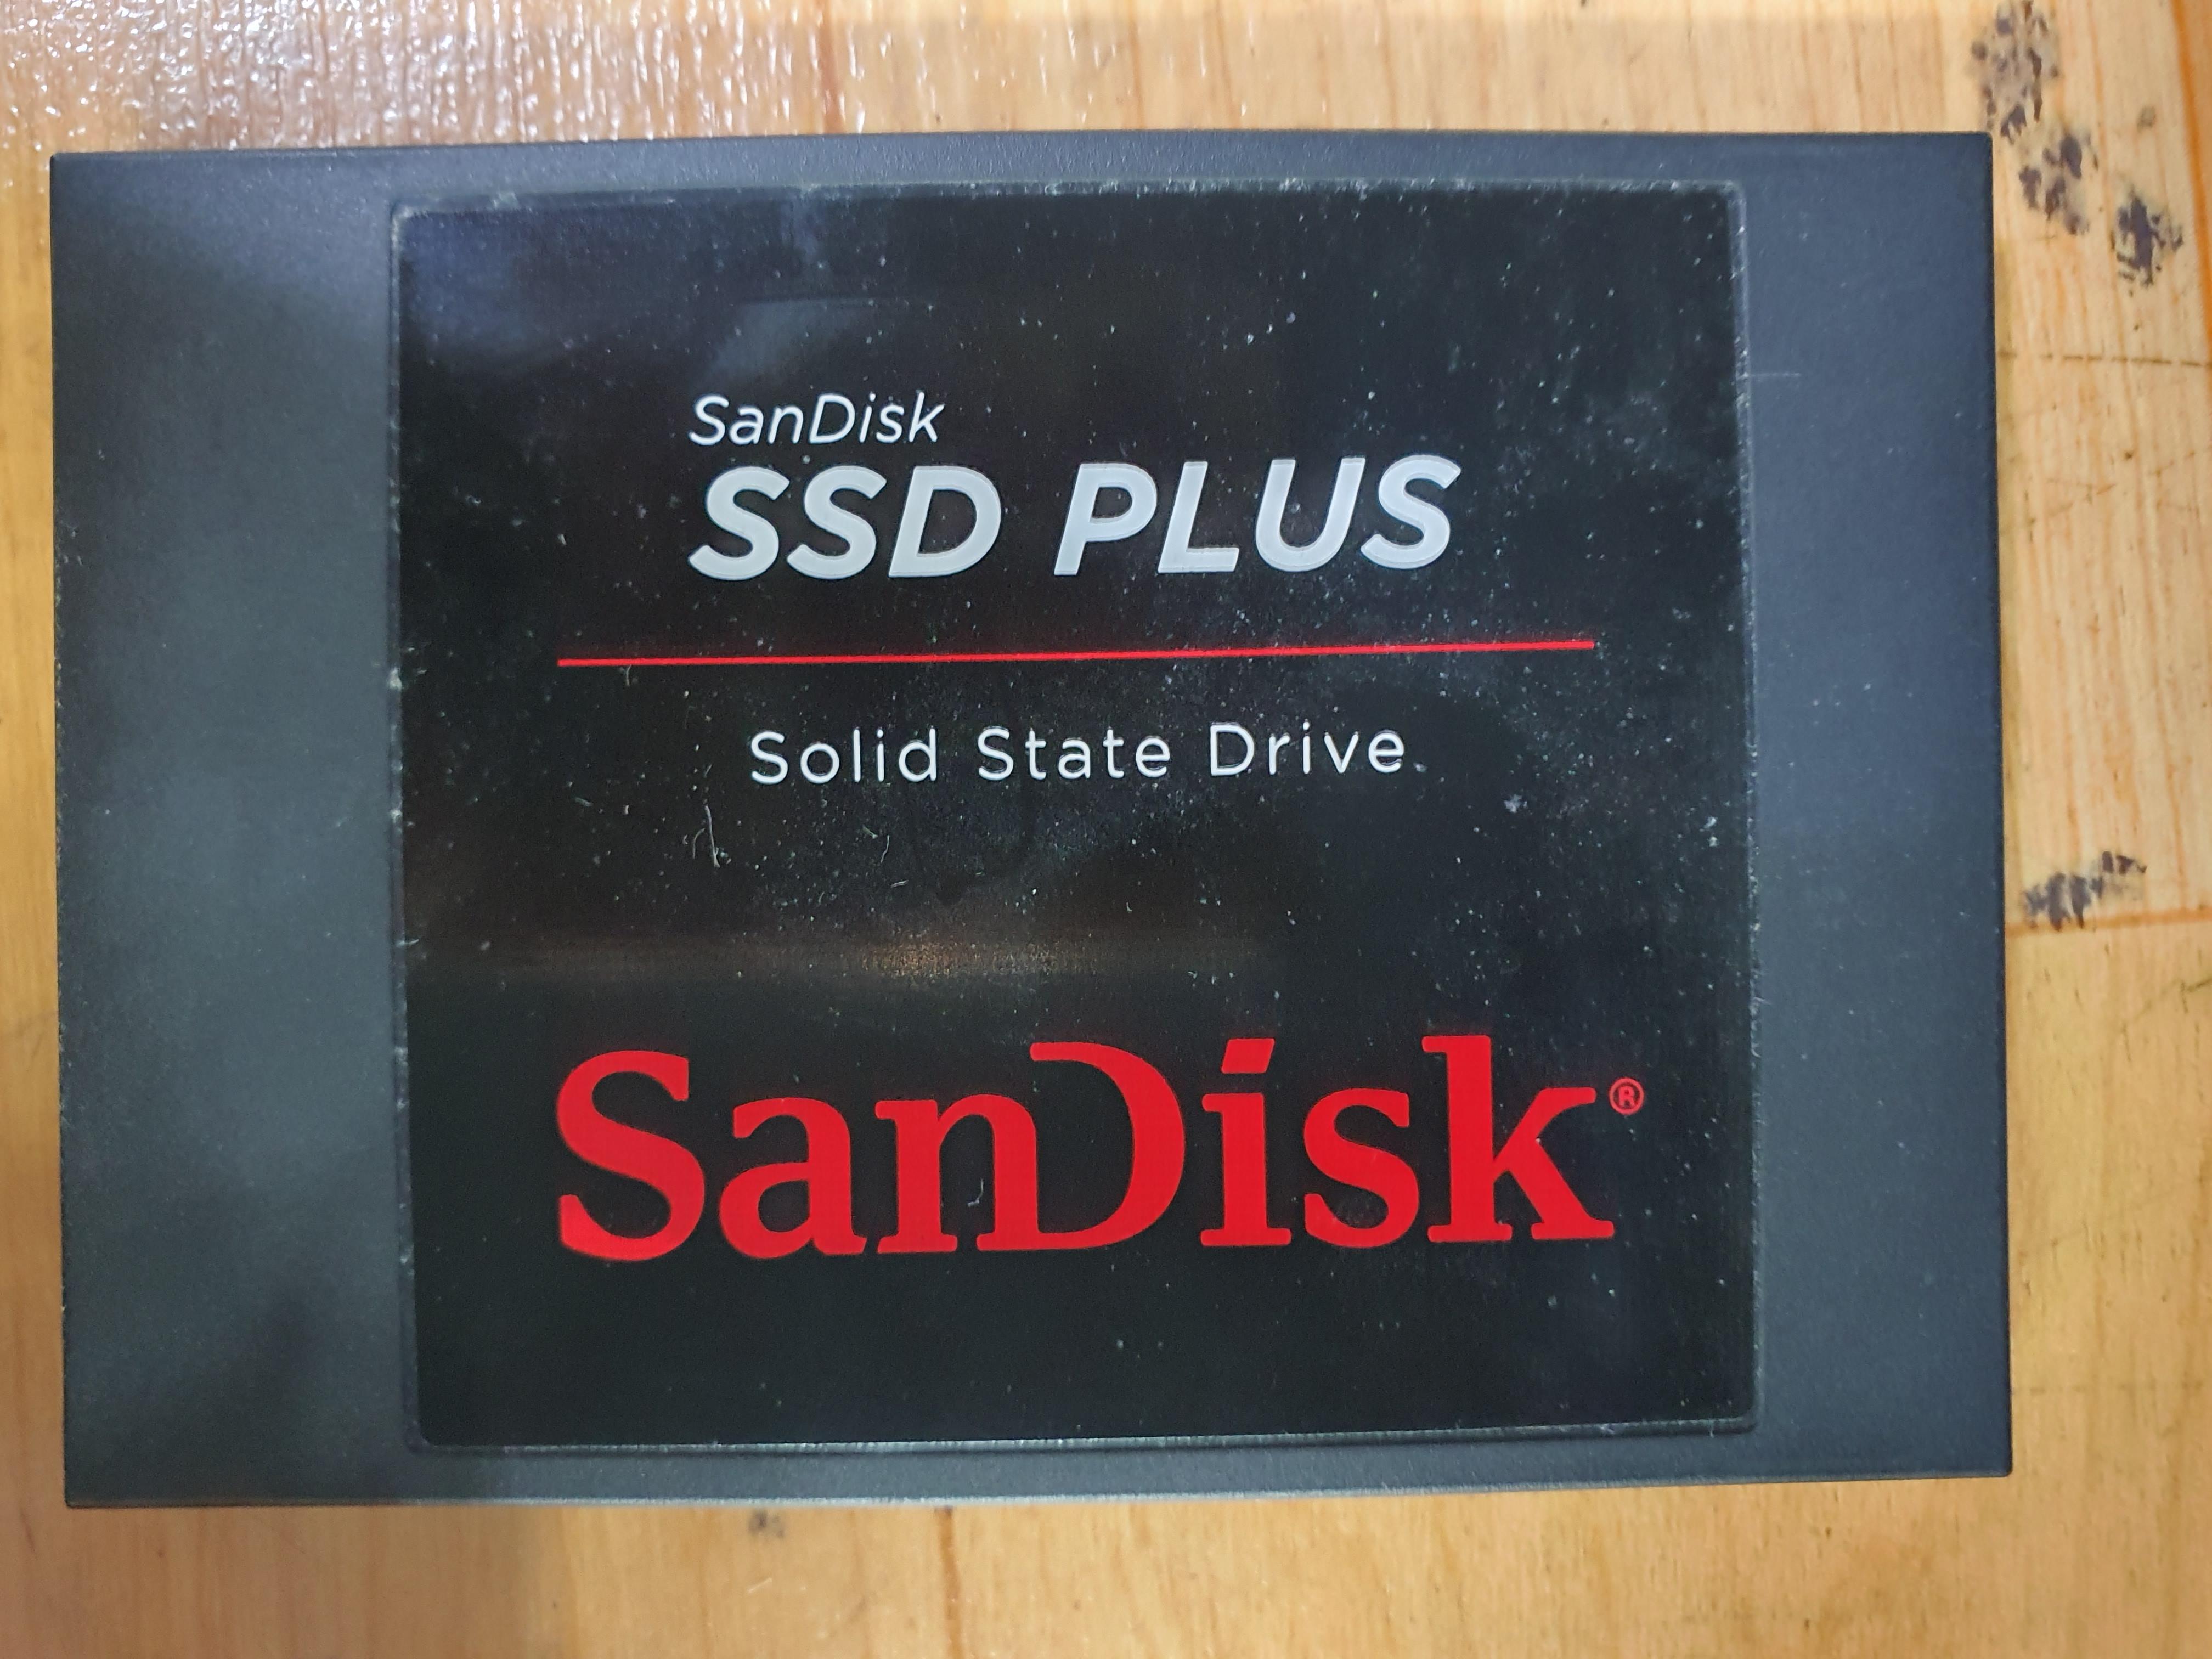 SanDisk
SSD PLUS
Solid State Drive
SanDisk®